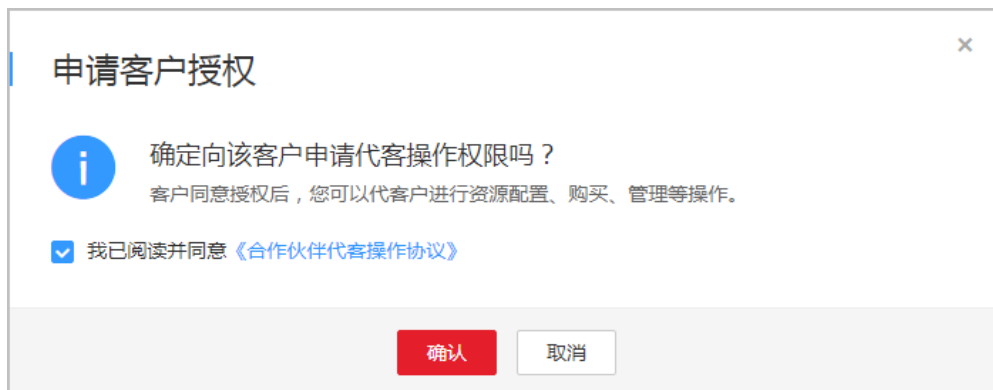 申请客户授权
确定向该客户申请代客操作权限吗？
客户同意授权后，您可以代客户进行资源配置、购买、管理等操作。
我已阅读并同意《合作伙伴代客操作协议》
确认 取消